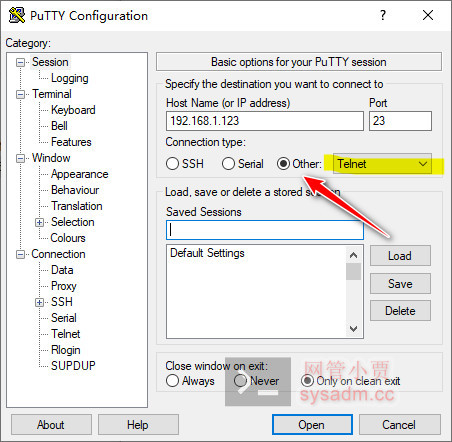 PuTTY Configuration
Category:
Session
Logging
Terminal
Keyboard
Bell
Features
Window
Appearance
Behaviour
Translation
Selection
Colours
Connection
Data
Proxy
SSH
Serial
Telnet
Rlogin
SUPDUP
Basic options for your PuTTY session
Specify the destination you want to connect to
Host Name (or IP address) Port
192.168.1.123 23
Connection type:
SSH Serial Other: Telnet
Load, save or delete a stored session
Saved Sessions
Default Settings
Load
Save
Delete
Close window on exit:
Always Never Only on clean exit
网管小贾
sysadm.cc
About Help Open Cancel